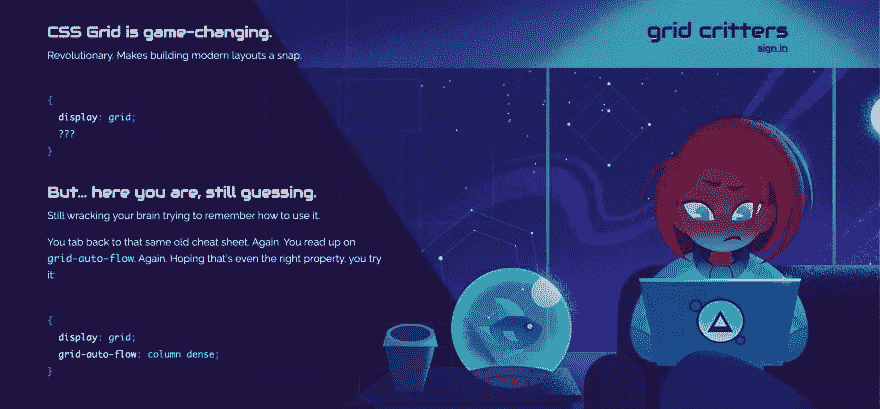 CSS Grid is game-changing.
Revolutionary. Makes building modern layouts a snap.
{
display: grid;
???
}
But... here you are, still guessing.
Still wracking your brain trying to remember how to use it.
You tab back to that same old cheat sheet. Again. You read up on
grid-auto-flow. Again. Hoping that's even the right property, you try
it:
{
display: grid;
grid-auto-flow: column dense;
}
grid critters
sign in